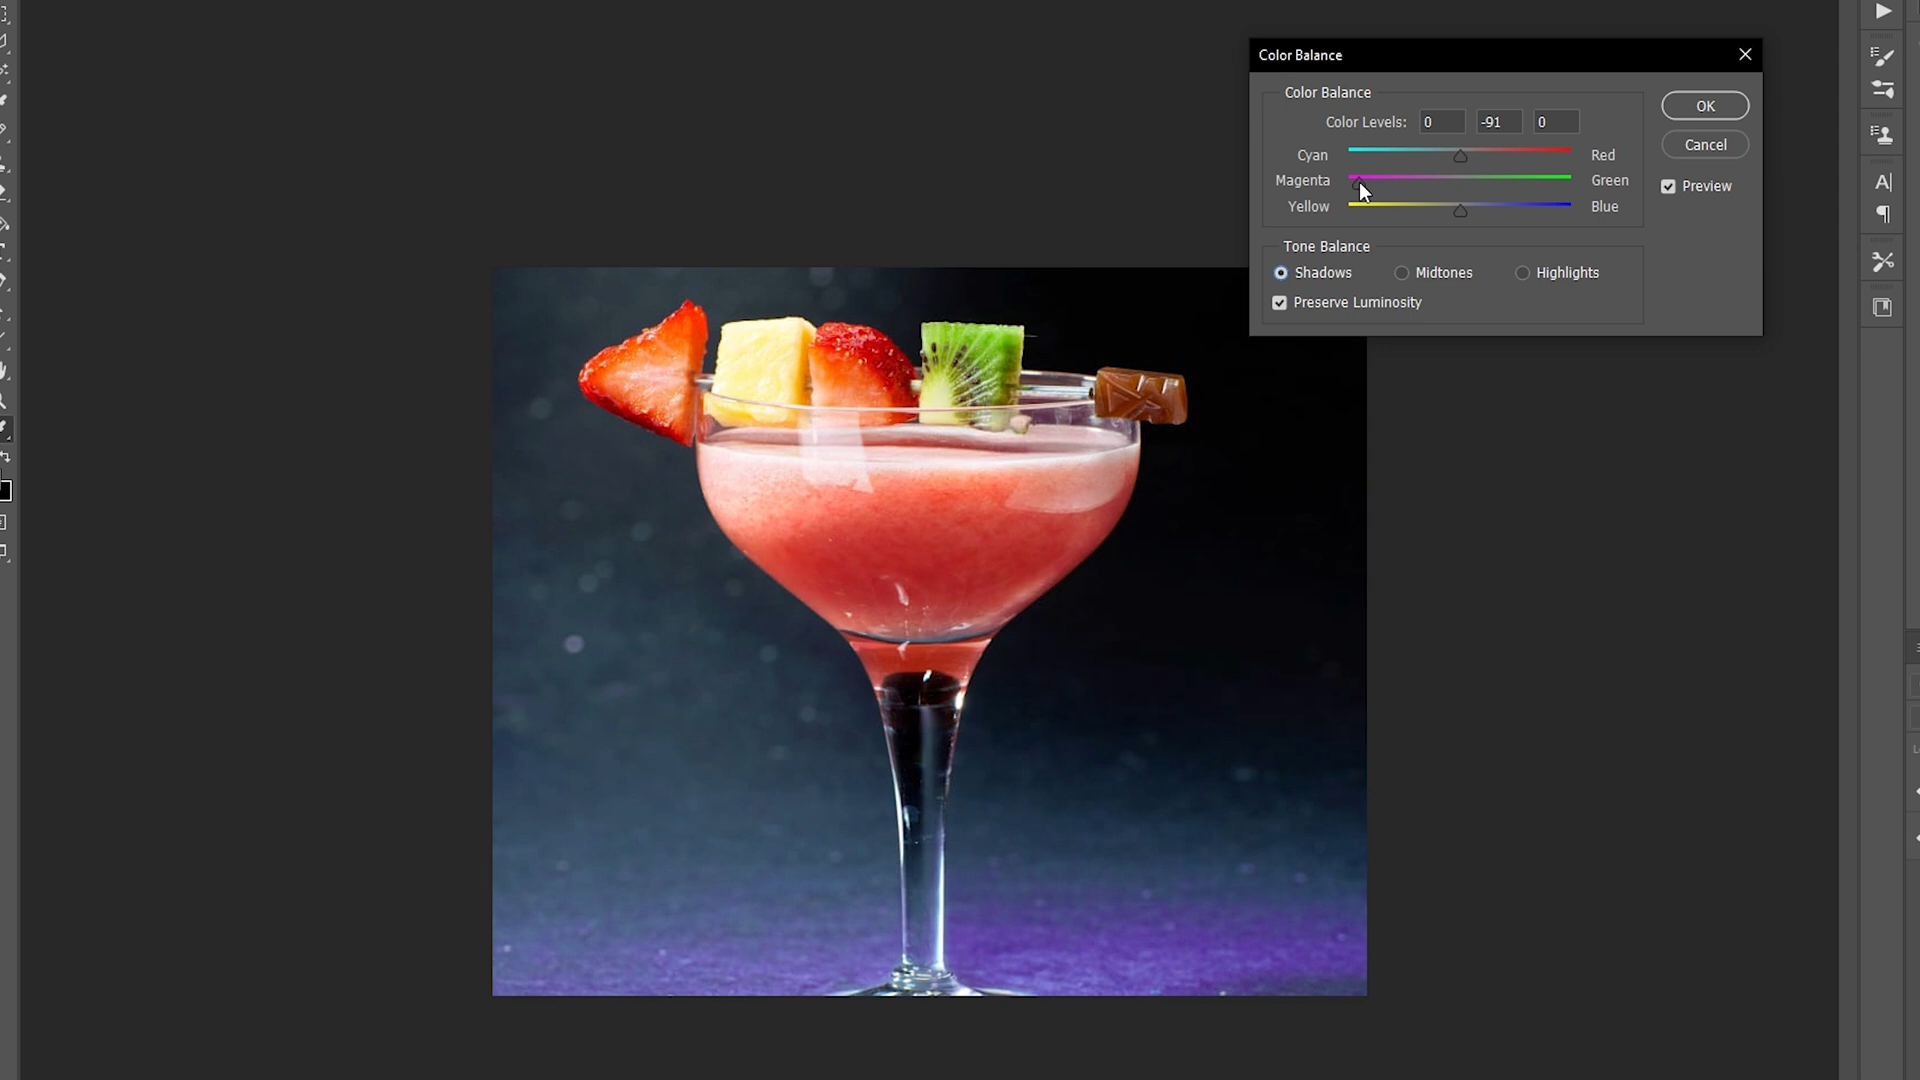 Color Balance
Color Balance
OK
Color Levels: 0 -91 0
Cancel
Cyan Red
Magenta Green
Preview
Yellow Blue
Tone Balance
Shadows Midtones Highlights
Preserve Luminosity